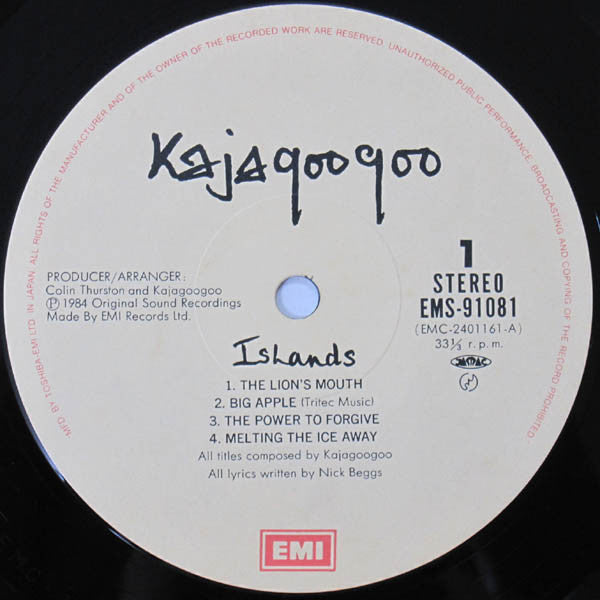 MFD. BY TOSHIBA-EMI LTD. IN JAPAN. ALL RIGHTS OF THE MANUFACTURER AND OF THE OWNER OF THE RECORDED WORK ARE RESERVED. UNAUTHORIZED PUBLIC PERFORMANCE, BROADCASTING AND COPYING OF THE RECORD PROHIBITED.
Kajagoogoo
1
STEREO
EMS-91081
(EMC-2401161-A)
33⅓ r.p.m.
JASRAC
PRODUCER/ARRANGER:
Colin Thurston and Kajagoogoo
℗ 1984 Original Sound Recordings
Made By EMI Records Ltd.
Islands
1. THE LION'S MOUTH
2. BIG APPLE (Tritec Music)
3. THE POWER TO FORGIVE
4. MELTING THE ICE AWAY
All titles composed by Kajagoogoo
All lyrics written by Nick Beggs
EMI